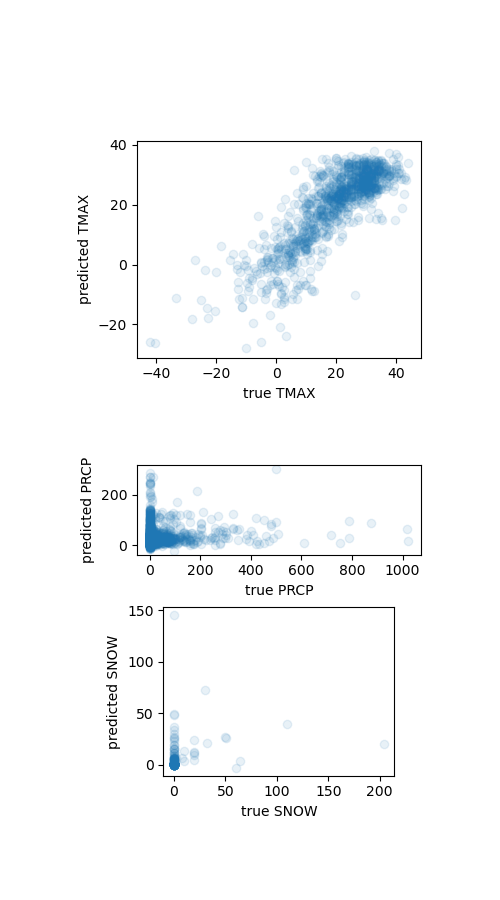 40
20
0
−20
predicted TMAX
−40 −20 0 20 40
true TMAX
200
0
predicted PRCP
0 200 400 600 800 1000
true PRCP
150
100
50
0
predicted SNOW
0 50 100 150 200
true SNOW